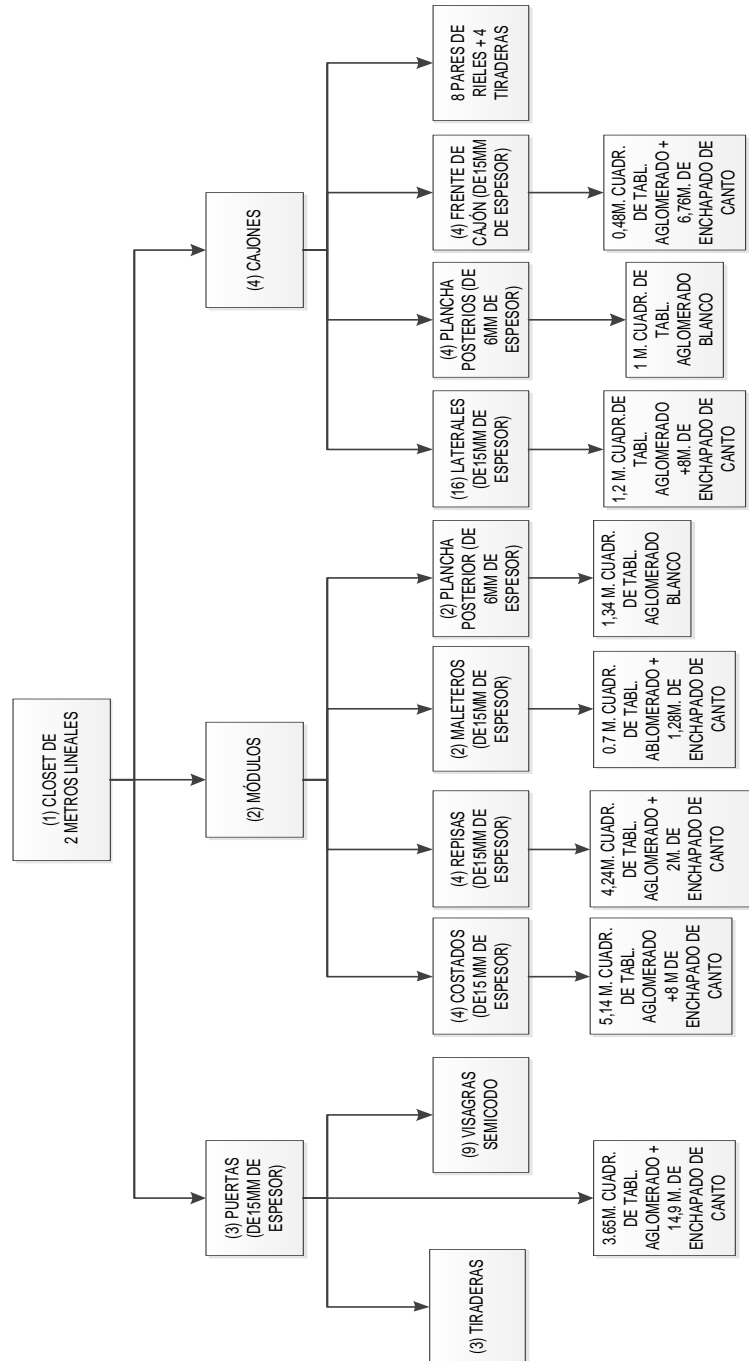 (1) CLOSET DE
2 METROS LINEALES
(3) PUERTAS
(DE15MM DE
ESPESOR)
(2) MÓDULOS
(4) CAJONES
(3) TIRADERAS
(9) VISAGRAS
SEMICODO
(4) COSTADOS
(DE15 MM DE
ESPESOR)
(4) REPISAS
(DE15MM DE
ESPESOR)
(2) MALETEROS
(DE15MM DE
ESPESOR)
(2) PLANCHA
POSTERIOR (DE
6MM DE
ESPESOR)
(16) LATERALES
(DE15MM DE
ESPESOR)
(4) PLANCHA
POSTERIOS (DE
6MM DE
ESPESOR)
(4) FRENTE DE
CAJÓN (DE15MM
DE ESPESOR)
8 PARES DE
RIELES + 4
TIRADERAS
3.65M. CUADR.
DE TABL.
AGLOMERADO +
14,9 M. DE
ENCHAPADO DE
CANTO
5,14 M. CUADR.
DE TABL.
AGLOMERADO
+8 M DE
ENCHAPADO DE
CANTO
4,24M. CUADR.
DE TABL.
AGLOMERADO +
2M. DE
ENCHAPADO DE
CANTO
0.7 M. CUADR.
DE TABL.
ABLOMERADO +
1,28M. DE
ENCHAPADO DE
CANTO
1,34 M. CUADR.
DE TABL.
AGLOMERADO
BLANCO
1,2 M. CUADR.DE
TABL.
AGLOMERADO
+8M. DE
ENCHAPADO DE
CANTO
1 M. CUADR. DE
TABL.
AGLOMERADO
BLANCO
0,48M. CUADR.
DE TABL.
AGLOMERADO +
6,76M. DE
ENCHAPADO DE
CANTO